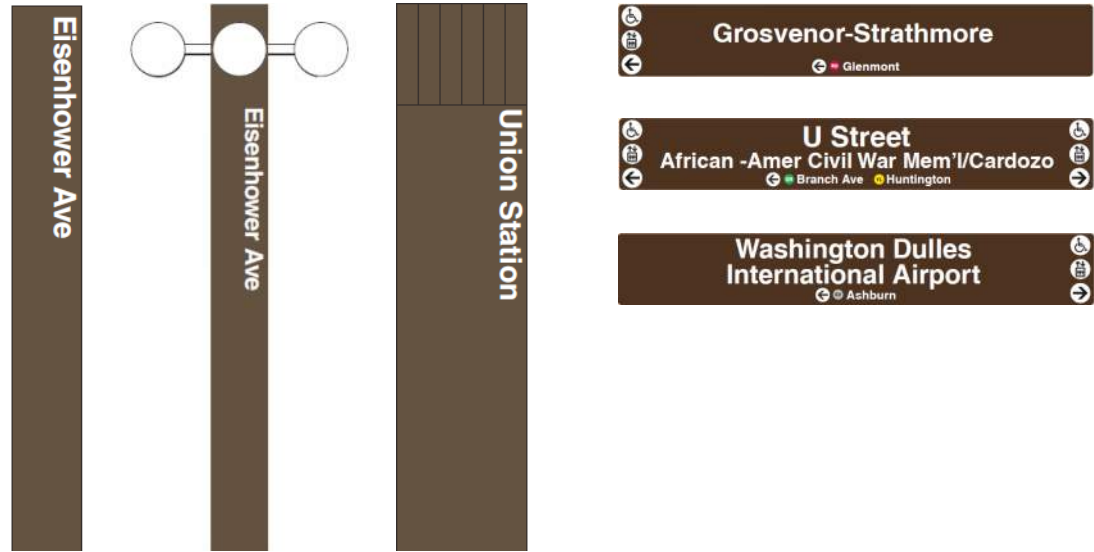 Eisenhower Ave
Eisenhower Ave
Union Station
Grosvenor-Strathmore
Glenmont
U Street
African -Amer Civil War Mem'l/Cardozo
Branch Ave Huntington
Washington Dulles
International Airport
Ashburn